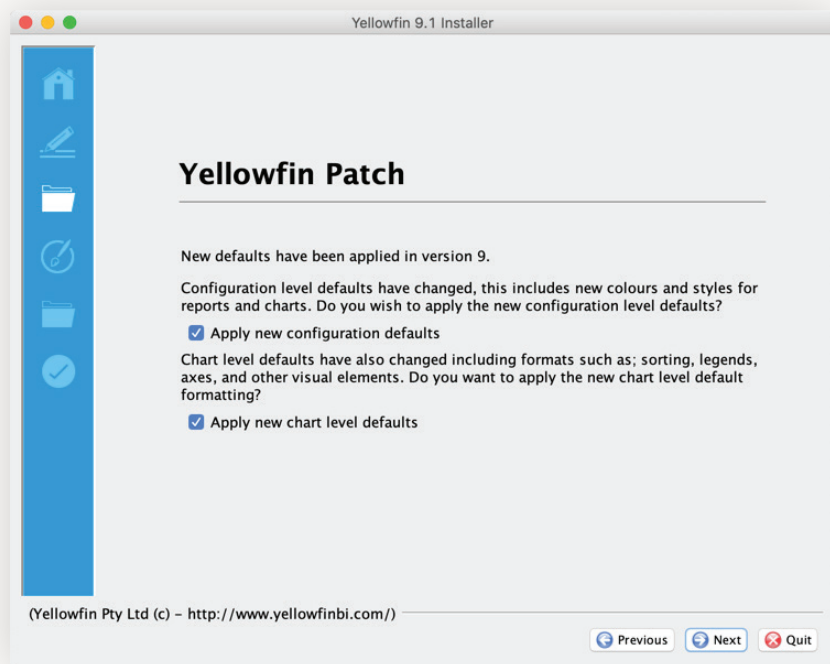 Yellowfin 9.1 Installer
Yellowfin Patch
New defaults have been applied in version 9.
Configuration level defaults have changed, this includes new colours and styles for
reports and charts. Do you wish to apply the new configuration level defaults?
Apply new configuration defaults
Chart level defaults have also changed including formats such as; sorting, legends,
axes, and other visual elements. Do you want to apply the new chart level default
formatting?
Apply new chart level defaults
(Yellowfin Pty Ltd (c) – http://www.yellowfinbi.com/)
Previous Next Quit